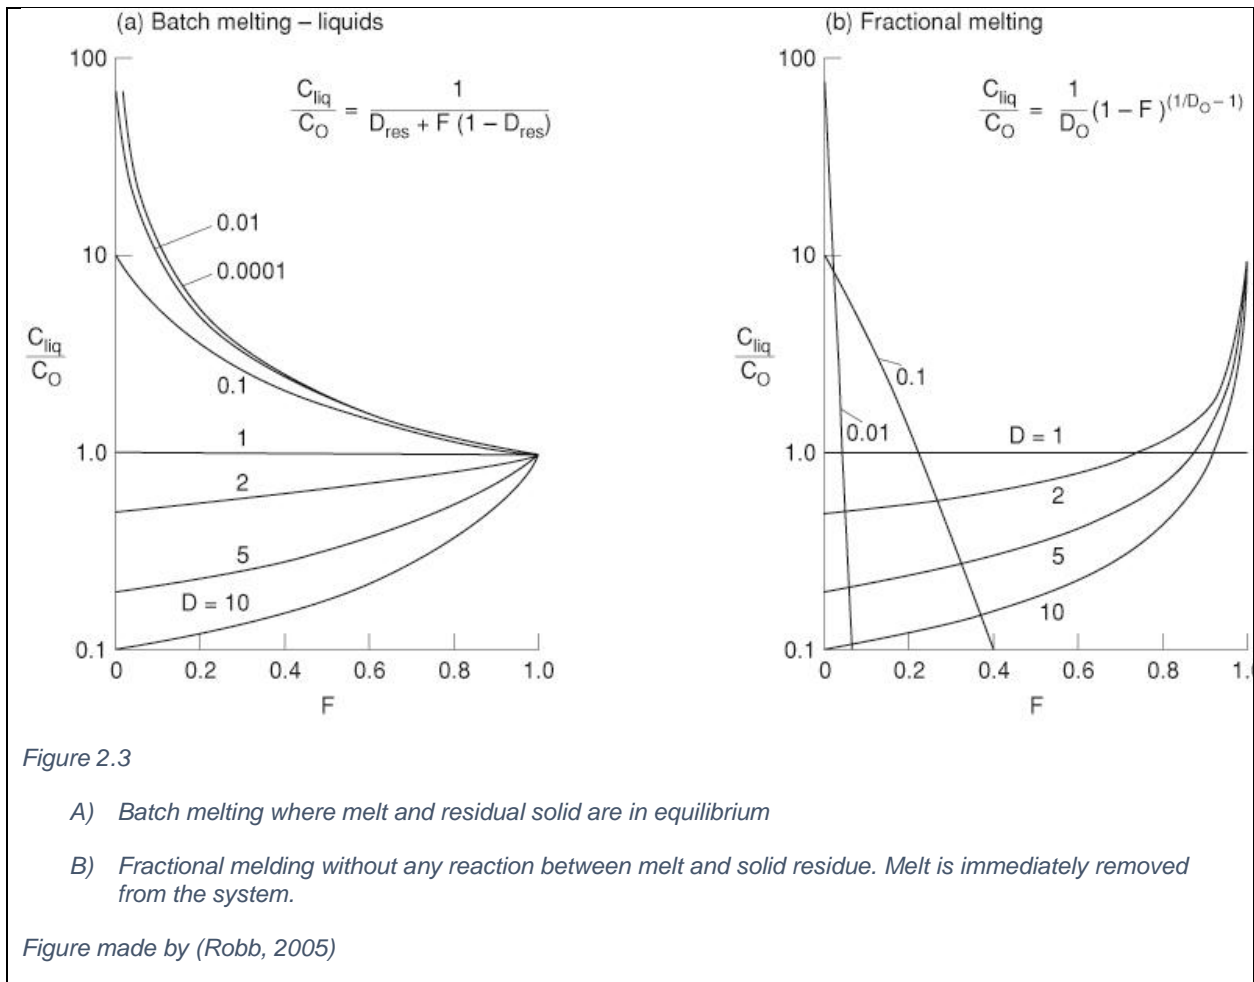 (a) Batch melting – liquids
100
C_liq / C_O = 1 / (D_res + F (1 – D_res))
10
0.01
0.0001
C_liq / C_O
0.1
1
1.0
2
5
D = 10
0.1
0 0.2 0.4 0.6 0.8 1.0
F
(b) Fractional melting
100
C_liq / C_O = 1 / D_O (1 – F)^(1/D_O – 1)
10
C_liq / C_O
0.1
0.01
D = 1
1.0
2
5
10
0.1
0 0.2 0.4 0.6 0.8 1.
F
Figure 2.3
A) Batch melting where melt and residual solid are in equilibrium
B) Fractional melding without any reaction between melt and solid residue. Melt is immediately removed
from the system.
Figure made by (Robb, 2005)